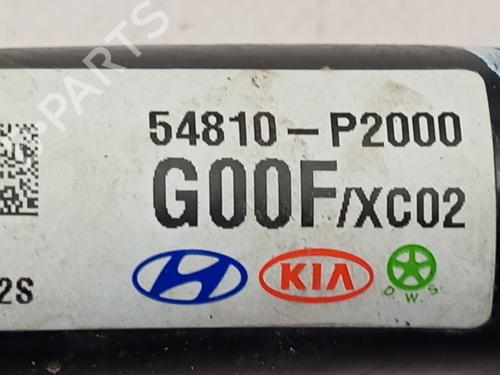 54810-P2000
G00F/XC02
2S
KIA
D.W.S.
B-PARTS